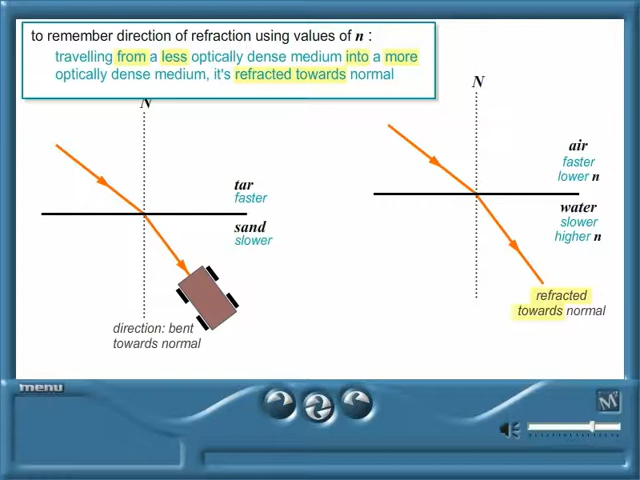 to remember direction of refraction using values of n :
travelling from a less optically dense medium into a more
optically dense medium, it's refracted towards normal
N
tar
faster
sand
slower
direction: bent
towards normal
N
air
faster
lower n
water
slower
higher n
refracted
towards normal
menu
M